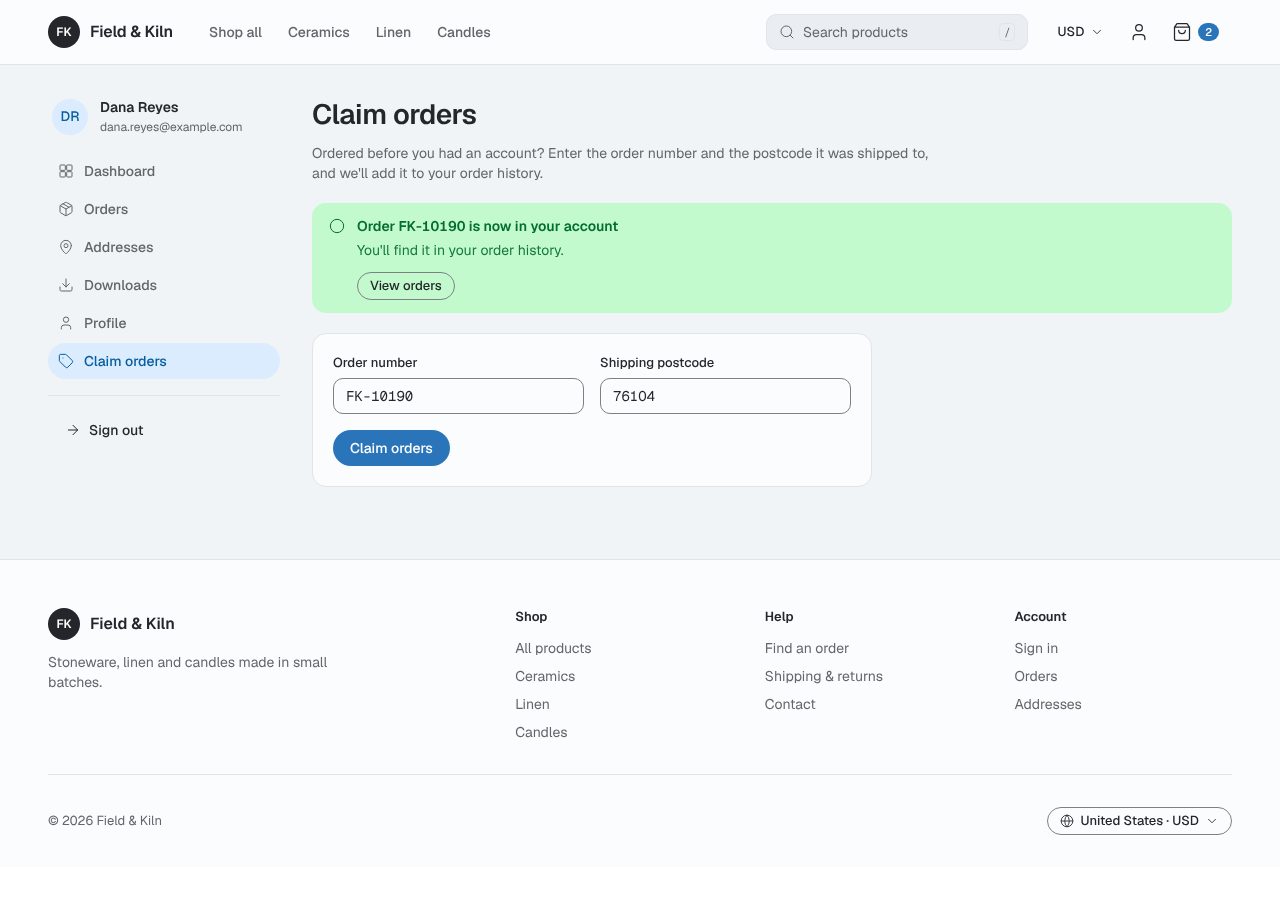 FK Field & Kiln Shop all Ceramics Linen Candles Search products / USD 2
DR Dana Reyes
dana.reyes@example.com
Dashboard
Orders
Addresses
Downloads
Profile
Claim orders
Sign out
Claim orders
Ordered before you had an account? Enter the order number and the postcode it was shipped to,
and we'll add it to your order history.
Order FK-10190 is now in your account
You'll find it in your order history.
View orders
Order number Shipping postcode
FK-10190 76104
Claim orders
FK Field & Kiln
Stoneware, linen and candles made in small
batches.
Shop
All products
Ceramics
Linen
Candles
Help
Find an order
Shipping & returns
Contact
Account
Sign in
Orders
Addresses
© 2026 Field & Kiln
United States · USD